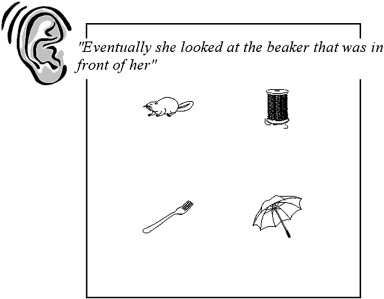 "Eventually she looked at the beaker that was in
front of her"